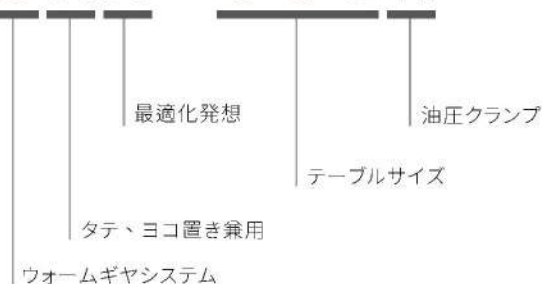 最適化発想
油圧クランプ
テーブルサイズ
タテ、ヨコ置き兼用
ウォームギヤシステム